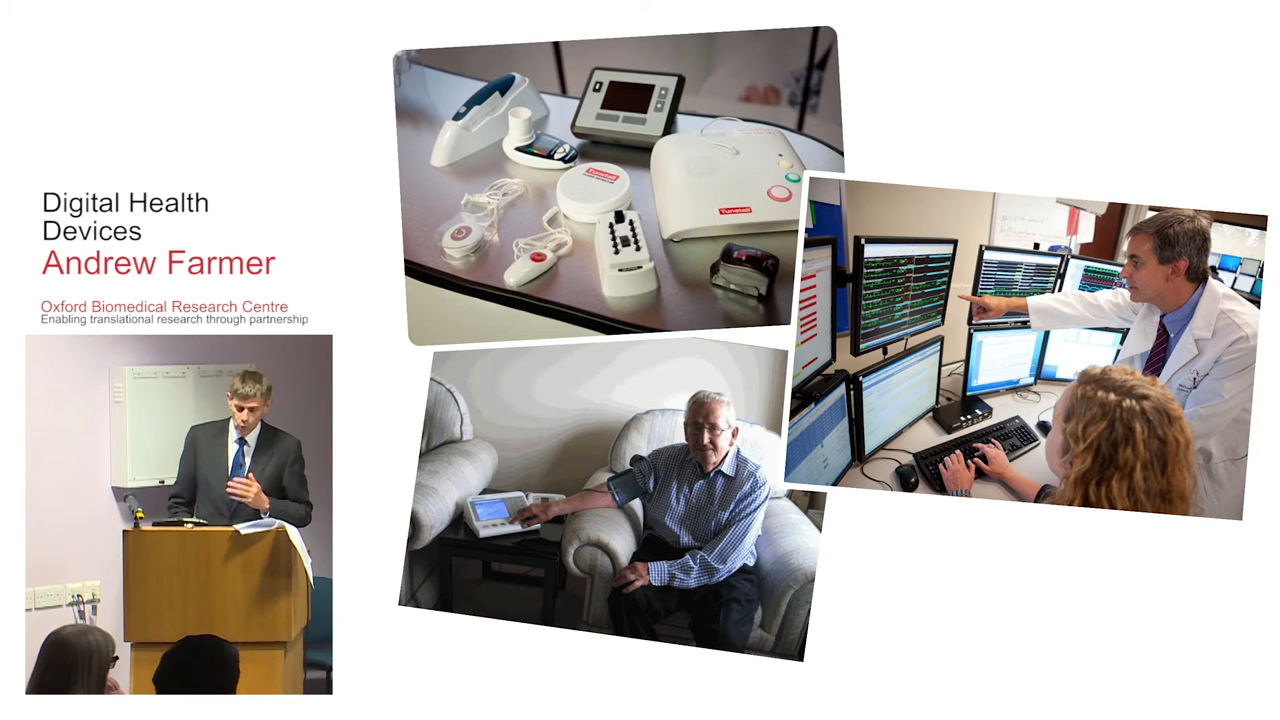 Digital Health
Devices
Andrew Farmer
Oxford Biomedical Research Centre
Enabling translational research through partnership
Tunstall
Tunstall